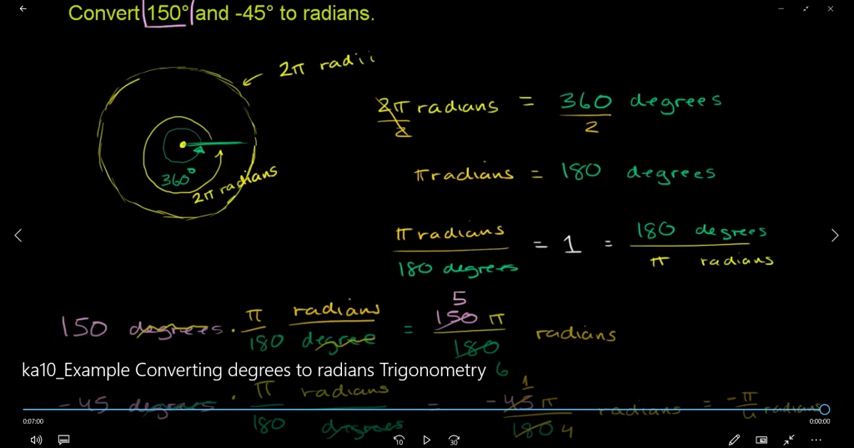 Convert 150° and -45° to radians.
2π radii
2π radians = 360 degrees
2 2
360°
2π radians
π radians = 180 degrees
π radians / 180 degrees = 1 = 180 degrees / π radians
150 degrees · π radians / 180 degree = 5 150 π / 180 6 radians
ka10_Example Converting degrees to radians Trigonometry
-45 degrees · π radians / 180 degrees = -45 1 π / 180 4 radians = -π / 4 radians
0:07:00
0:00:00
10
30